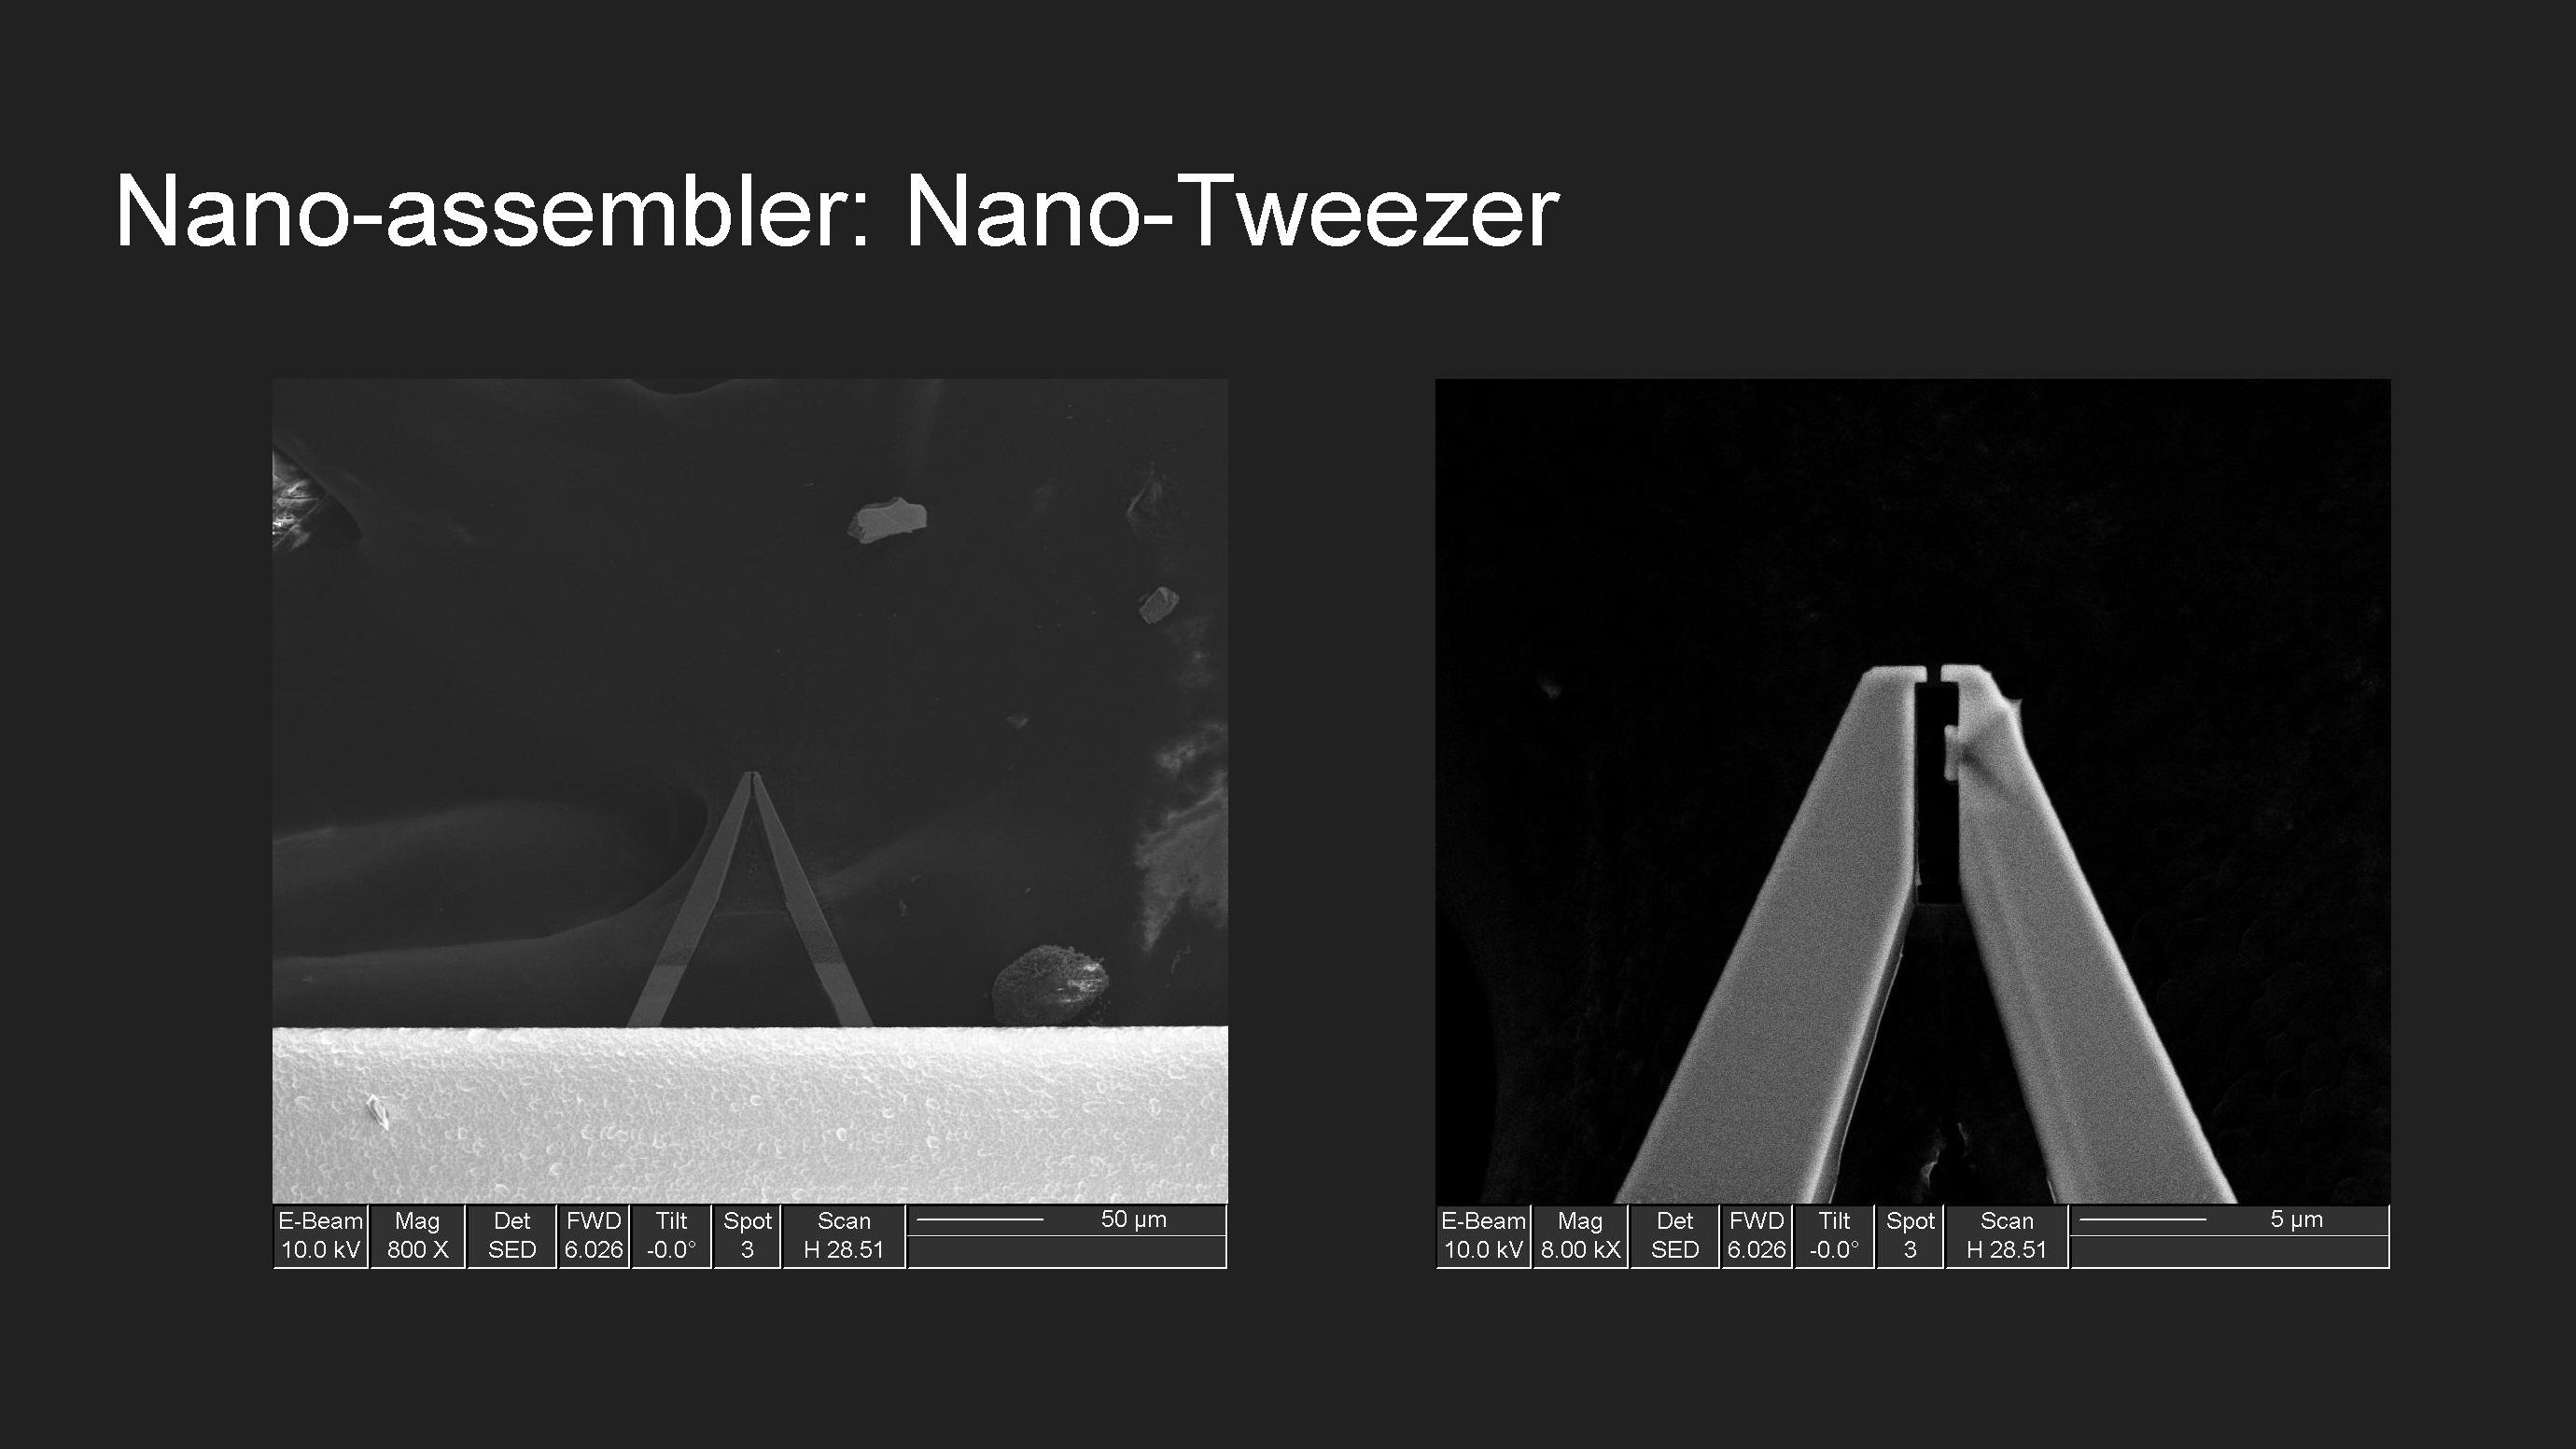 Nano-assembler: Nano-Tweezer
E-Beam Mag Det FWD Tilt Spot Scan 50 µm
10.0 kV 800 X SED 6.026 -0.0° 3 H 28.51
E-Beam Mag Det FWD Tilt Spot Scan 5 µm
10.0 kV 8.00 kX SED 6.026 -0.0° 3 H 28.51